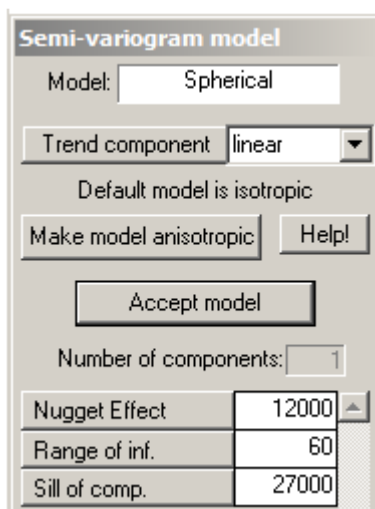 Semi-variogram model
Model: Spherical
Trend component linear
Default model is isotropic
Make model anisotropic Help!
Accept model
Number of components: 1
Nugget Effect 12000
Range of inf. 60
Sill of comp. 27000